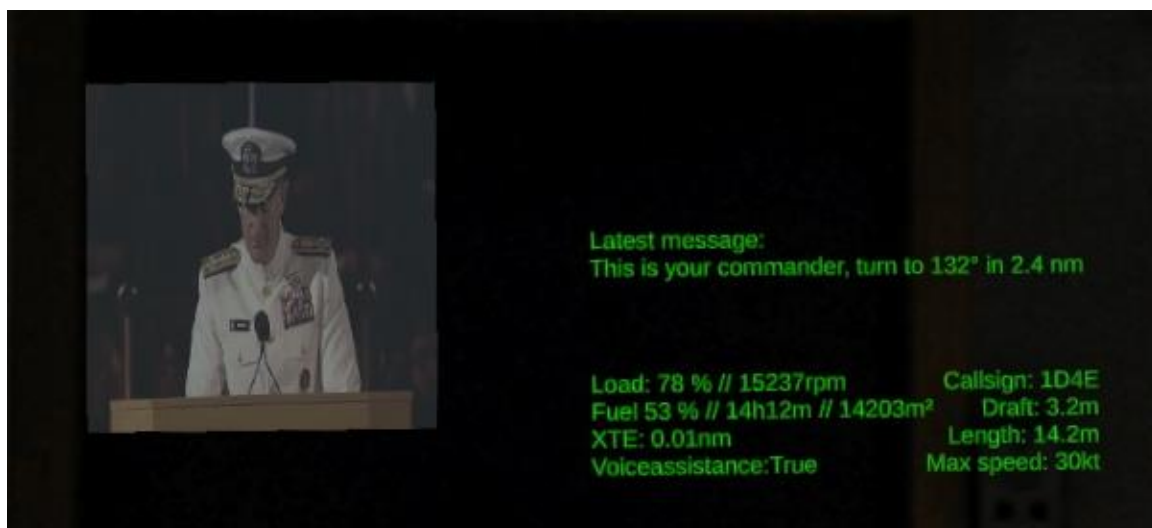 Latest message:
This is your commander, turn to 132° in 2.4 nm
Load: 78 % // 15237rpm
Callsign: 1D4E
Fuel 53 % // 14h12m // 14203m²
Draft: 3.2m
XTE: 0.01nm
Length: 14.2m
Voiceassistance:True
Max speed: 30kt